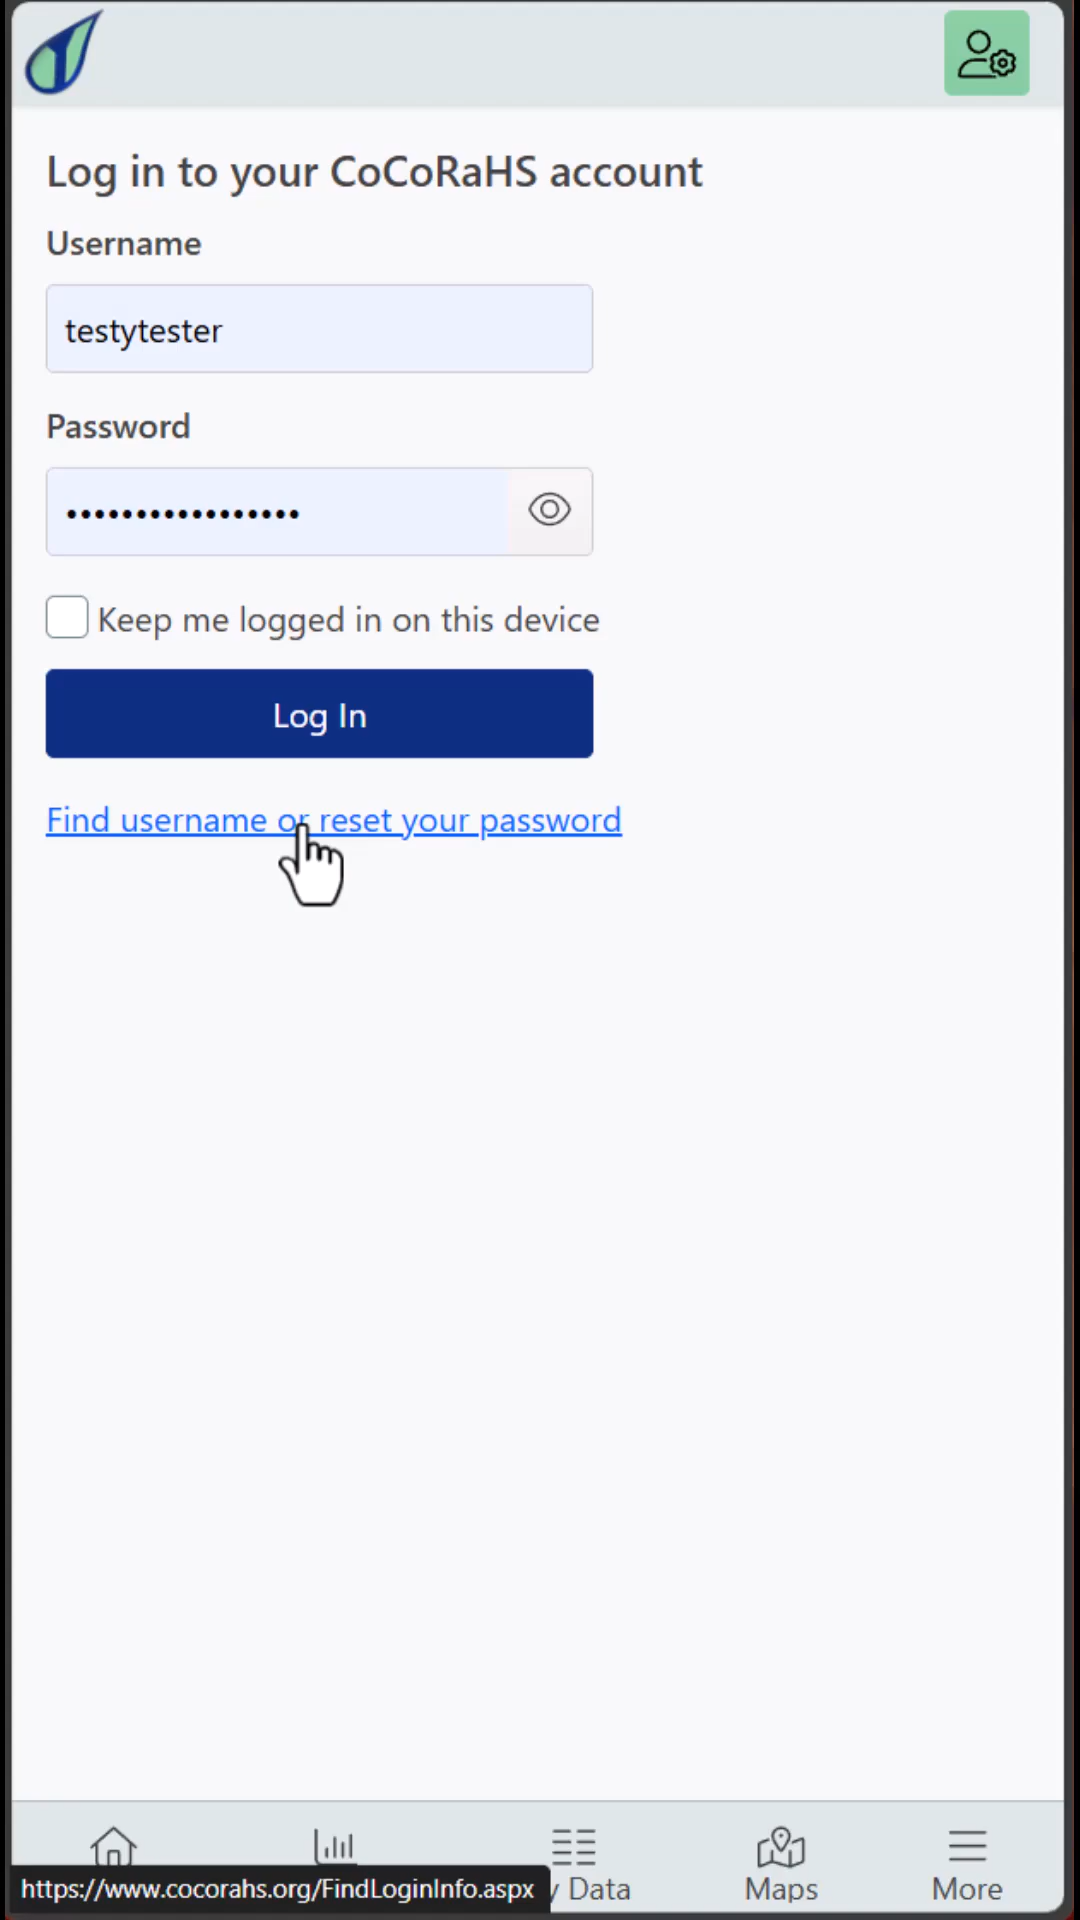 Log in to your CoCoRaHS account
Username
testytester
Password
•••••••••••••••••
Keep me logged in on this device
Log In
Find username or reset your password
https://www.cocorahs.org/FindLoginInfo.aspx
Data
Maps
More